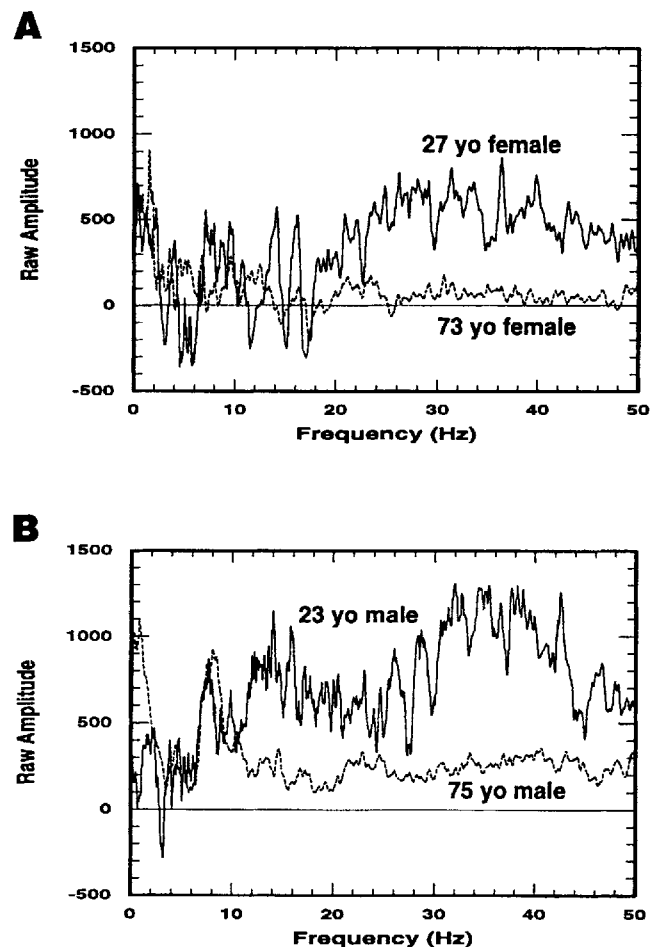 A
1500
1000
500
0
-500
Raw Amplitude
27 yo female
73 yo female
0 10 20 30 40 50
Frequency (Hz)
B
1500
1000
500
0
-500
Raw Amplitude
23 yo male
75 yo male
0 10 20 30 40 50
Frequency (Hz)